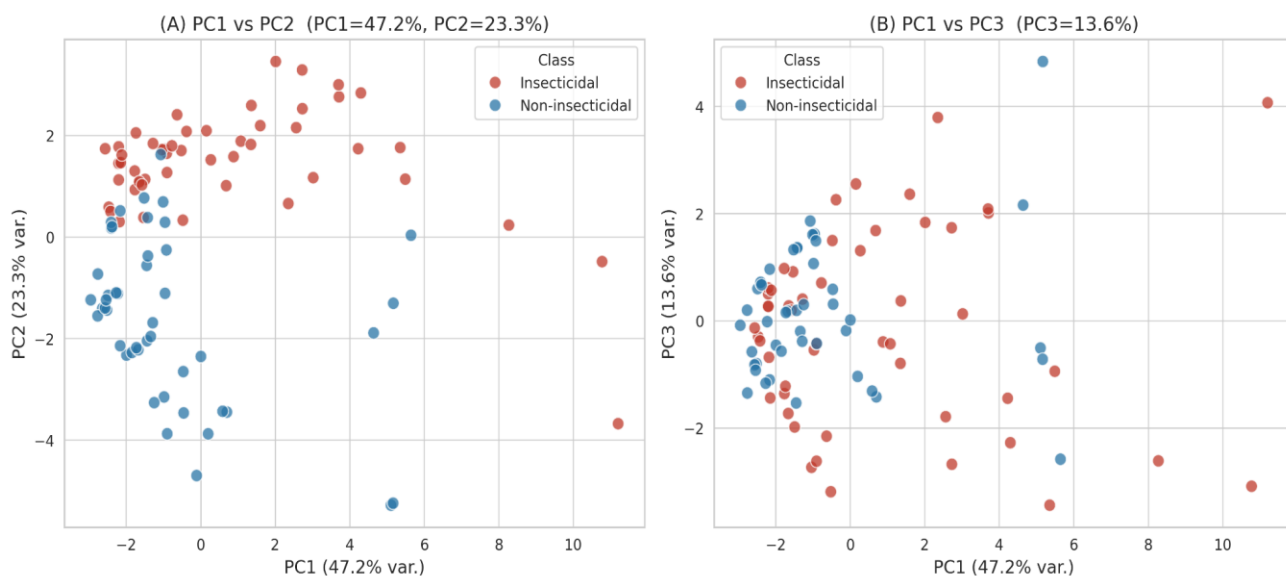 (A) PC1 vs PC2  (PC1=47.2%, PC2=23.3%)
Class
Insecticidal
Non-insecticidal
PC2 (23.3% var.)
2
0
−2
−4
−2
0
2
4
6
8
10
PC1 (47.2% var.)
(B) PC1 vs PC3  (PC3=13.6%)
Class
Insecticidal
Non-insecticidal
PC3 (13.6% var.)
4
2
0
−2
−2
0
2
4
6
8
10
PC1 (47.2% var.)